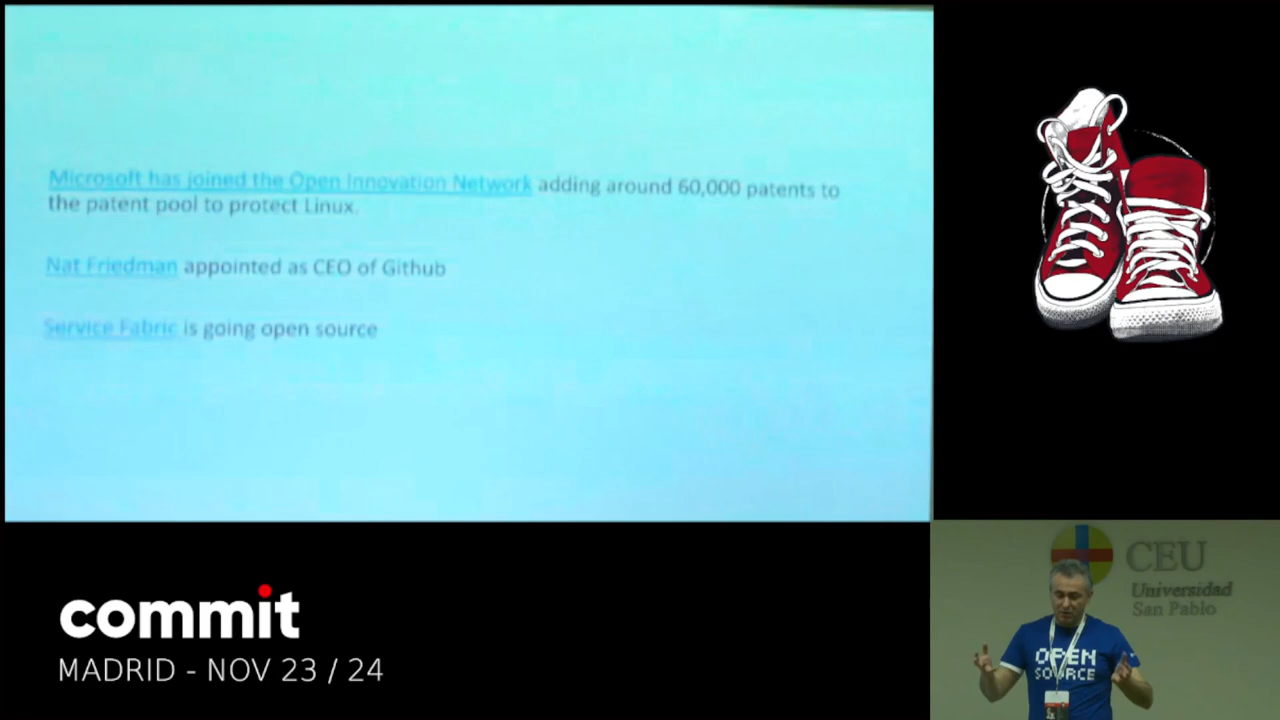 Microsoft has joined the Open Innovation Network adding around 60,000 patents to
the patent pool to protect Linux.
Nat Friedman appointed as CEO of Github
Service Fabric is going open source
commit
MADRID - NOV 23 / 24
CEU
Universidad
San Pablo
OPEN
SOURCE